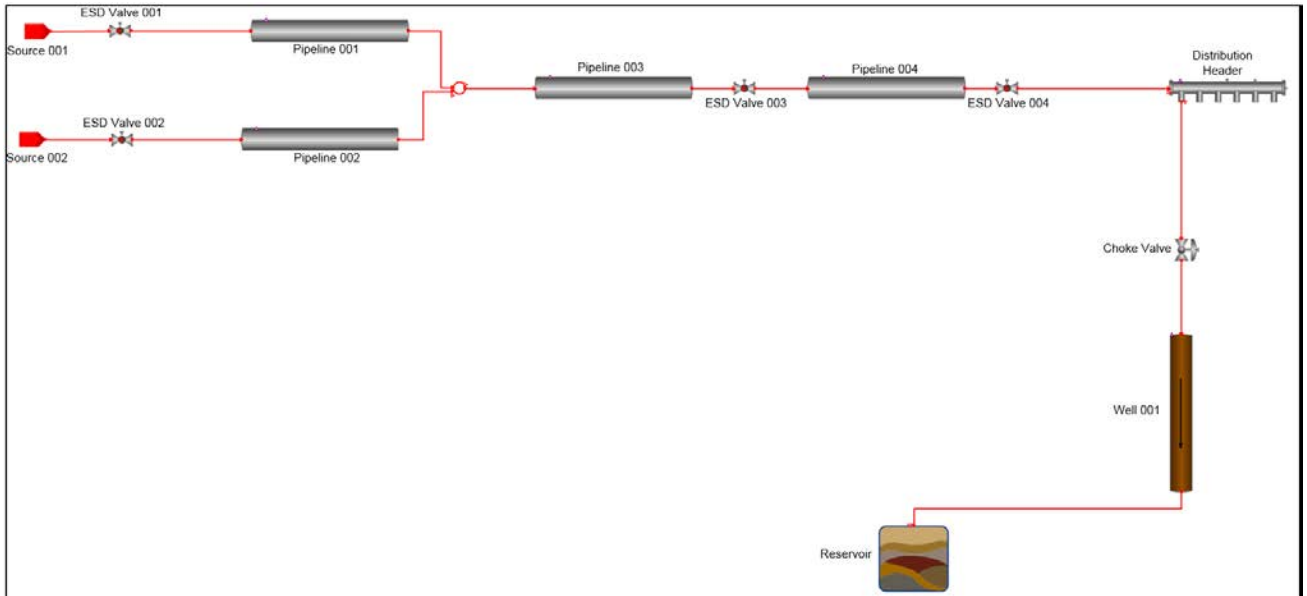 ESD Valve 001
Source 001
Pipeline 001
ESD Valve 002
Source 002
Pipeline 002
Pipeline 003
ESD Valve 003
Pipeline 004
ESD Valve 004
Distribution
Header
Choke Valve
Well 001
Reservoir